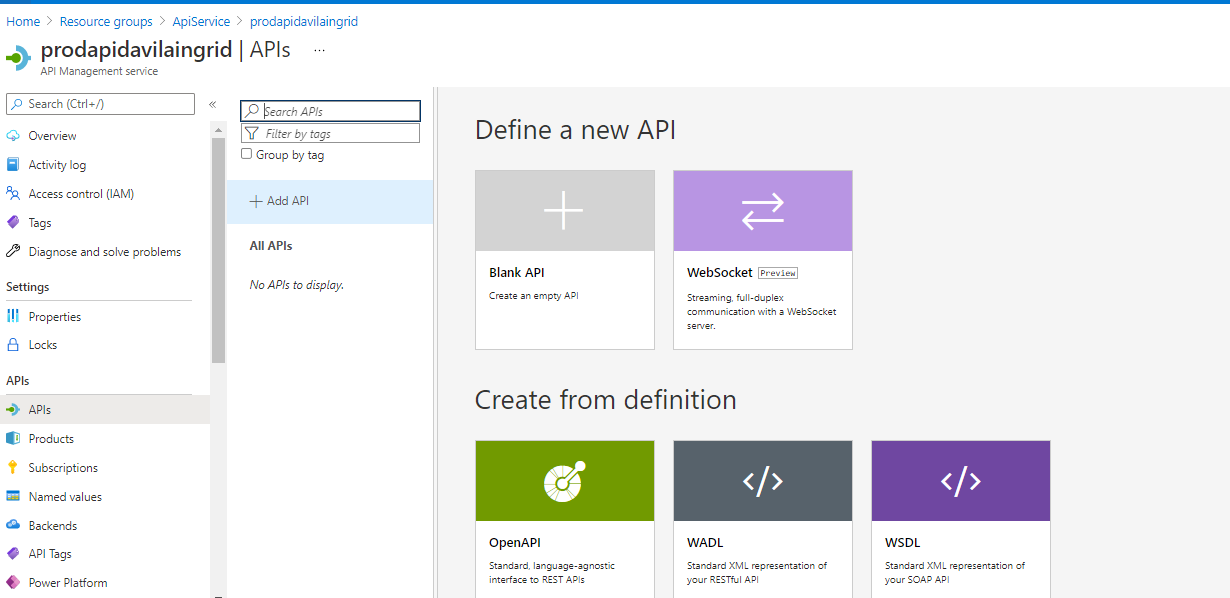 Home > Resource groups > ApiService > prodapidavilaingrid
prodapidavilaingrid | APIs ...
API Management service
Search (Ctrl+/)
«
Overview
Activity log
Access control (IAM)
Tags
Diagnose and solve problems
Settings
Properties
Locks
APIs
APIs
Products
Subscriptions
Named values
Backends
API Tags
Power Platform
Search APIs
Filter by tags
Group by tag
+ Add API
All APIs
No APIs to display.
Define a new API
Blank API
Create an empty API
WebSocket Preview
Streaming, full-duplex
communication with a WebSocket
server.
Create from definition
OpenAPI
Standard, language-agnostic
interface to REST APIs
</>
WADL
Standard XML representation of
your RESTful API
</>
WSDL
Standard XML representation of
your SOAP API